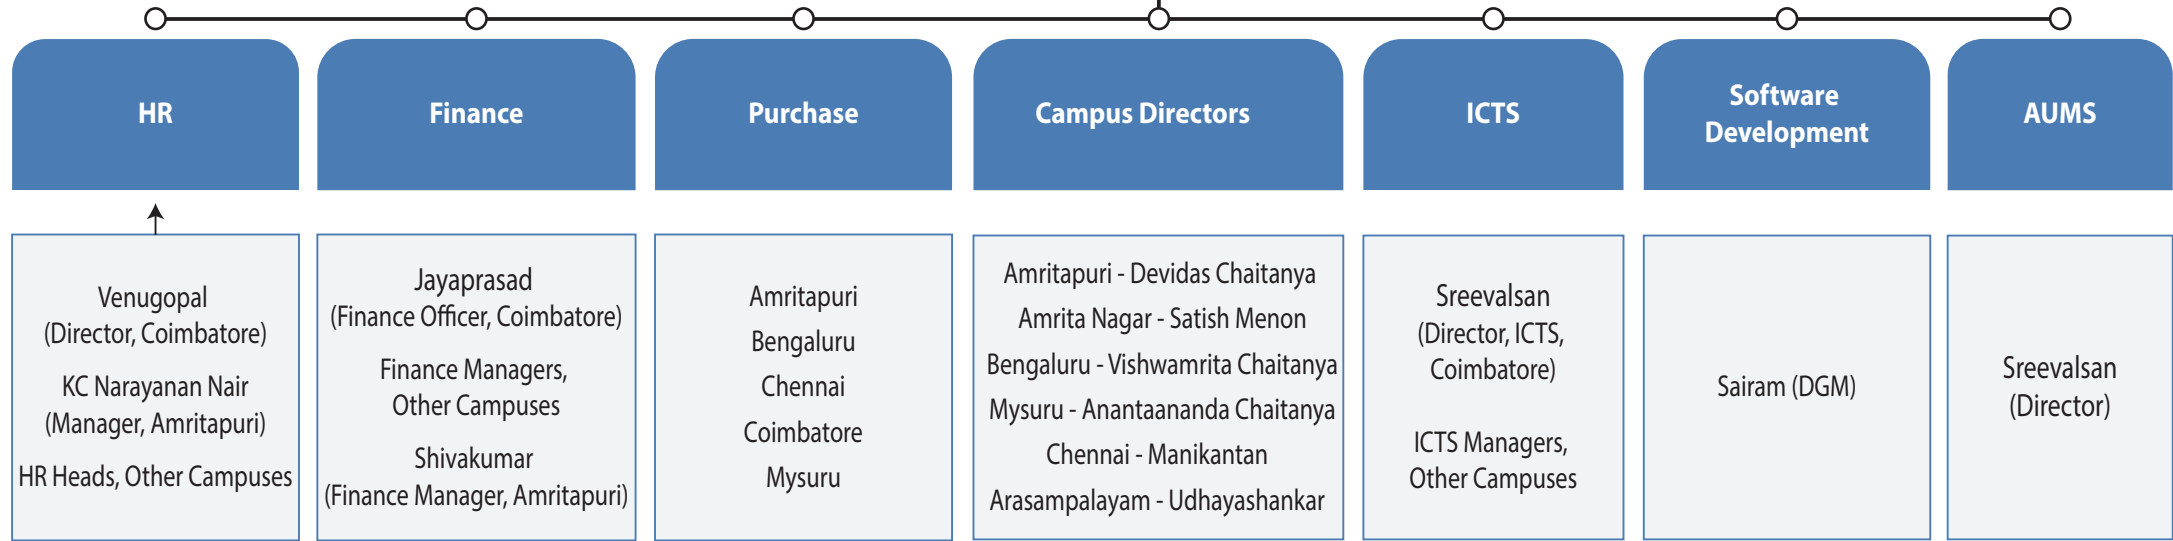 HR
Finance
Purchase
Campus Directors
ICTS
Software
Development
AUMS
Venugopal
(Director, Coimbatore)
KC Narayanan Nair
(Manager, Amritapuri)
HR Heads, Other Campuses
Jayaprasad
(Finance Officer, Coimbatore)
Finance Managers,
Other Campuses
Shivakumar
(Finance Manager, Amritapuri)
Amritapuri
Bengaluru
Chennai
Coimbatore
Mysuru
Amritapuri - Devidas Chaitanya
Amrita Nagar - Satish Menon
Bengaluru - Vishwamrita Chaitanya
Mysuru - Anantaananda Chaitanya
Chennai - Manikantan
Arasampalayam - Udhayashankar
Sreevalsan
(Director, ICTS,
Coimbatore)
ICTS Managers,
Other Campuses
Sairam (DGM)
Sreevalsan
(Director)